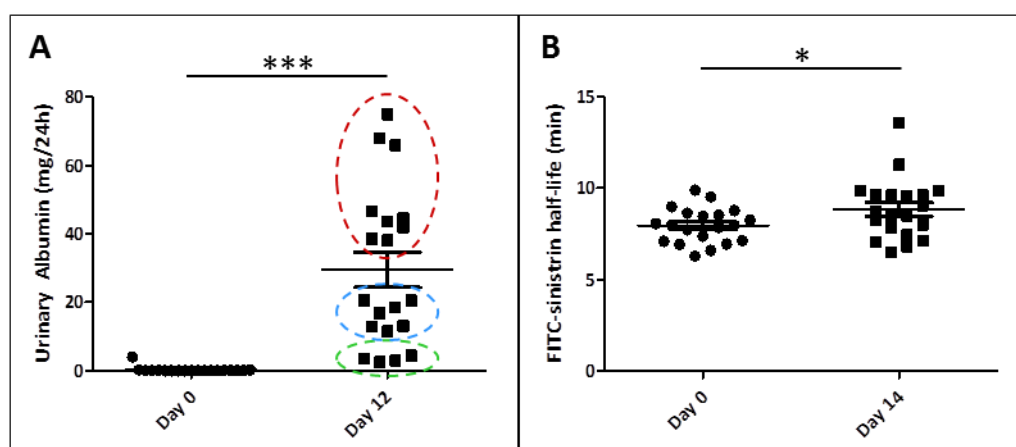 A
***
Urinary Albumin (mg/24h)
80
60
40
20
0
Day 0
Day 12
B
*
FITC-sinistrin half-life (min)
15
10
5
0
Day 0
Day 14